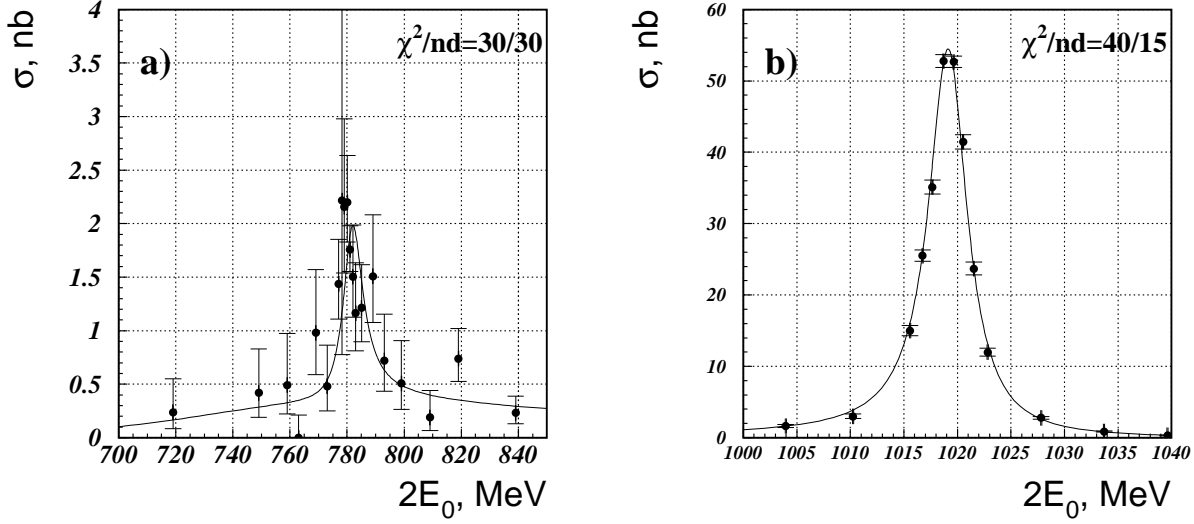 σ, nb
a)
χ²/nd=30/30
4
3.5
3
2.5
2
1.5
1
0.5
0
700 720 740 760 780 800 820 840
2E₀, MeV
σ, nb
b)
χ²/nd=40/15
60
50
40
30
20
10
0
1000 1005 1010 1015 1020 1025 1030 1035 1040
2E₀, MeV